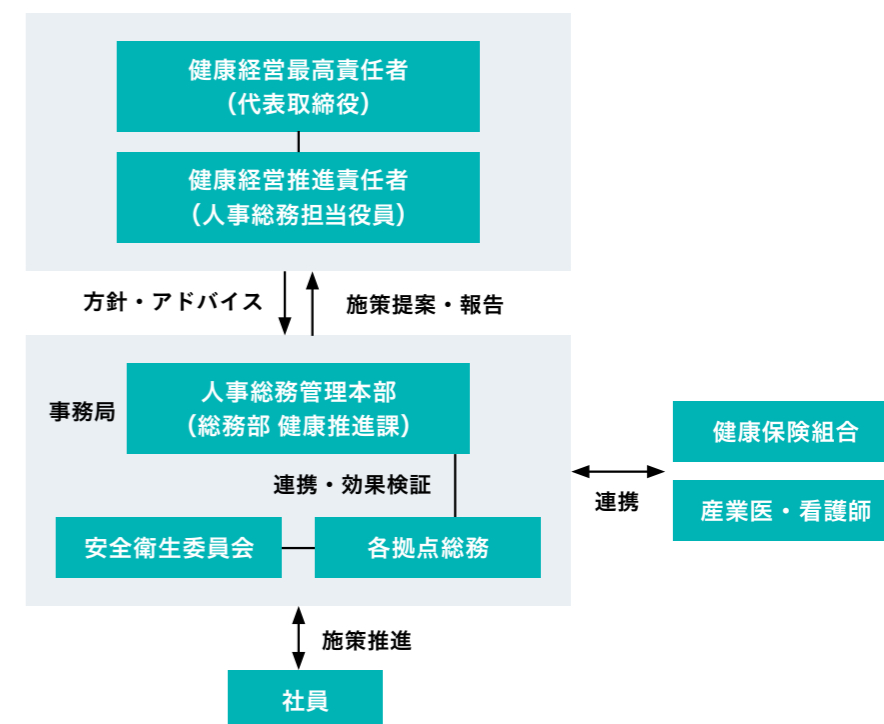 健康経営最高責任者
（代表取締役）
健康経営推進責任者
（人事総務担当役員）
方針・アドバイス
施策提案・報告
事務局
人事総務管理本部
（総務部 健康推進課）
連携・効果検証
安全衛生委員会
各拠点総務
連携
健康保険組合
産業医・看護師
施策推進
社員